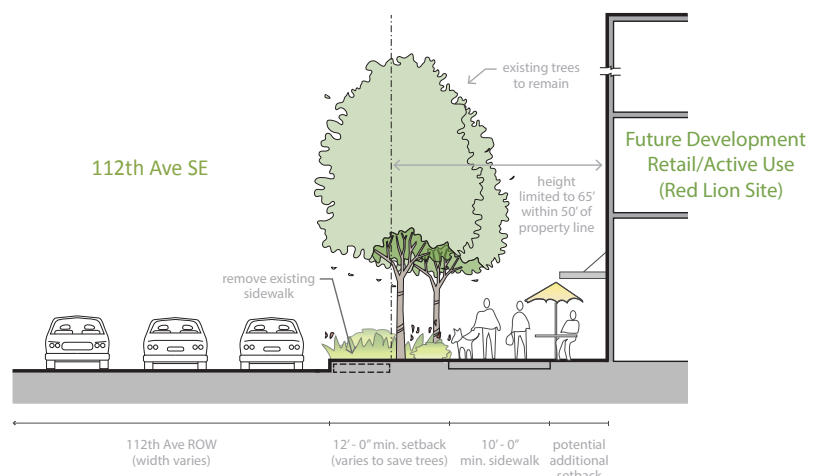 existing trees
to remain
112th Ave SE
Future Development
Retail/Active Use
(Red Lion Site)
height
limited to 65'
within 50' of
property line
remove existing
sidewalk
112th Ave ROW
(width varies)
12' - 0" min. setback
(varies to save trees)
10' - 0"
min. sidewalk
potential
additional
setback